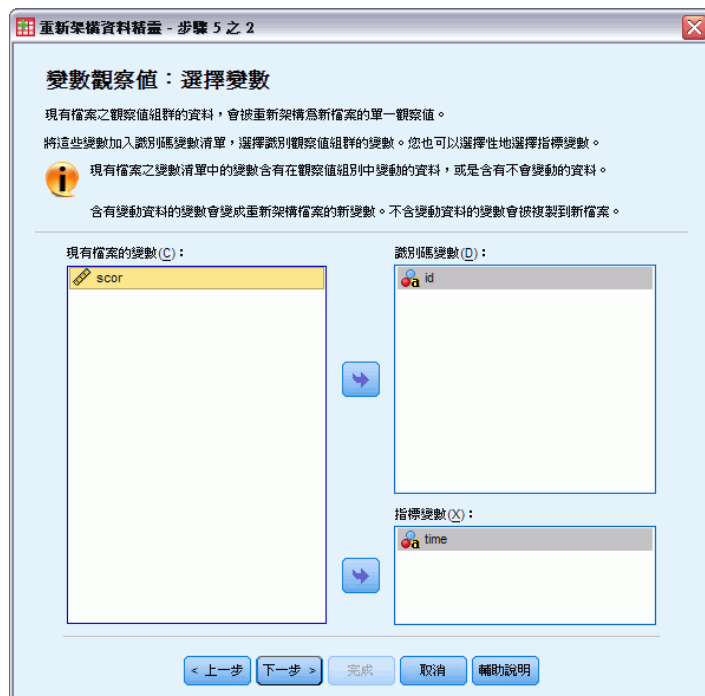 重新架構資料精靈 - 步驟 5 之 2
變數觀察值：選擇變數
現有檔案之觀察值組群的資料，會被重新架構為新檔案的單一觀察值。
將這些變數加入識別碼變數清單，選擇識別觀察值組群的變數。您也可以選擇性地選擇指標變數。
現有檔案之變數清單中的變數含有在觀察值組別中變動的資料，或是含有不會變動的資料。
含有變動資料的變數會變成重新架構檔案的新變數。不含變動資料的變數會被複製到新檔案。
現有檔案的變數(C)：
scor
識別碼變數(D)：
id
指標變數(X)：
time
< 上一步
下一步 >
完成
取消
輔助說明